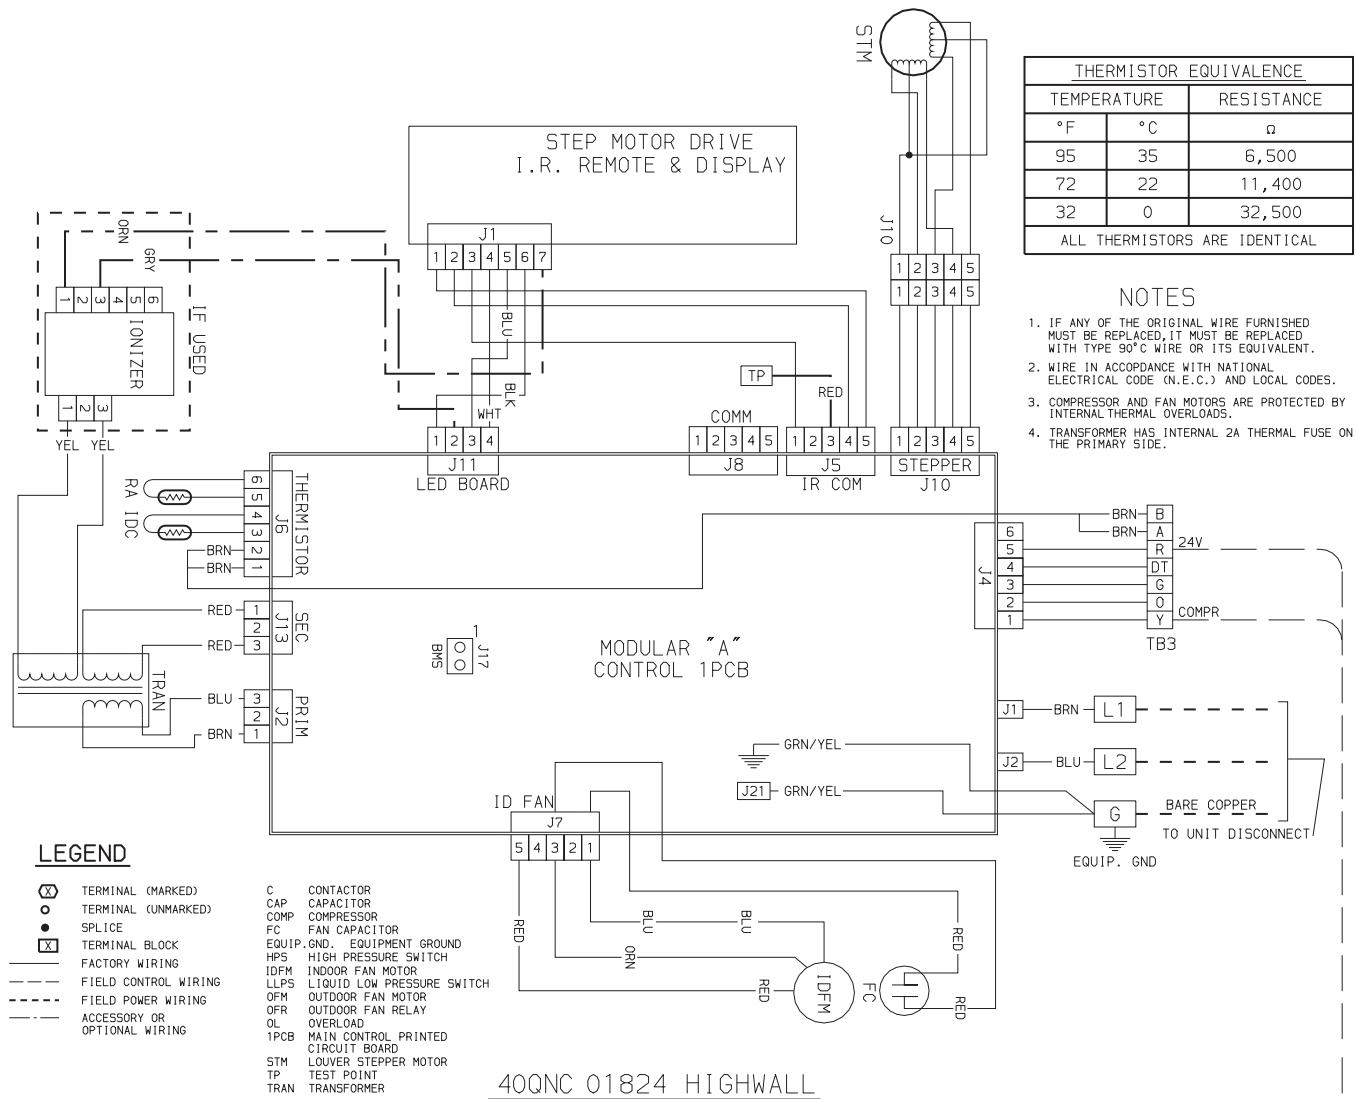 STM
THERMISTOR EQUIVALENCE
TEMPERATURE RESISTANCE
°F °C Ω
95 35 6,500
72 22 11,400
32 0 32,500
ALL THERMISTORS ARE IDENTICAL
STEP MOTOR DRIVE
I.R. REMOTE & DISPLAY
J1
1 2 3 4 5 6 7
J10
1 2 3 4 5
1 2 3 4 5
ORN
GRY
1 2 3 4 5 6
IONIZER
IF USED
1 2 3
YEL YEL
BLU
BLK
WHT
TP
RED
NOTES
1. IF ANY OF THE ORIGINAL WIRE FURNISHED
MUST BE REPLACED, IT MUST BE REPLACED
WITH TYPE 90°C WIRE OR ITS EQUIVALENT.
2. WIRE IN ACCOPDANCE WITH NATIONAL
ELECTRICAL CODE (N.E.C.) AND LOCAL CODES.
3. COMPRESSOR AND FAN MOTORS ARE PROTECTED BY
INTERNAL THERMAL OVERLOADS.
4. TRANSFORMER HAS INTERNAL 2A THERMAL FUSE ON
THE PRIMARY SIDE.
1 2 3 4
J11
LED BOARD
COMM
1 2 3 4 5
J8
1 2 3 4 5
J5
IR COM
1 2 3 4 5
STEPPER
J10
RA IDC
6
5
4
3
BRN 2
BRN 1
J6
THERMISTOR
RED 1
2
RED 3
J13
SEC
TRAN
BLU 3
2
BRN 1
J2
PRIM
1
J17
BMS
MODULAR "A"
CONTROL 1PCB
J4
6
5
4
3
2
1
BRN B
BRN A
R 24V
DT
G
O
Y COMPR
TB3
J1 BRN L1
J2 BLU L2
GRN/YEL
J21 GRN/YEL
G BARE COPPER
TO UNIT DISCONNECT
EQUIP. GND
ID FAN
J7
5 4 3 2 1
RED
ORN
BLU
BLU
RED
IDFM
FC
RED
RED
LEGEND
X TERMINAL (MARKED)
TERMINAL (UNMARKED)
SPLICE
X TERMINAL BLOCK
FACTORY WIRING
FIELD CONTROL WIRING
FIELD POWER WIRING
ACCESSORY OR
OPTIONAL WIRING
C CONTACTOR
CAP CAPACITOR
COMP COMPRESSOR
FC FAN CAPACITOR
EQUIP.GND. EQUIPMENT GROUND
HPS HIGH PRESSURE SWITCH
IDFM INDOOR FAN MOTOR
LLPS LIQUID LOW PRESSURE SWITCH
OFM OUTDOOR FAN MOTOR
OFR OUTDOOR FAN RELAY
OL OVERLOAD
1PCB MAIN CONTROL PRINTED
CIRCUIT BOARD
STM LOUVER STEPPER MOTOR
TP TEST POINT
TRAN TRANSFORMER
40QNC 01824 HIGHWALL